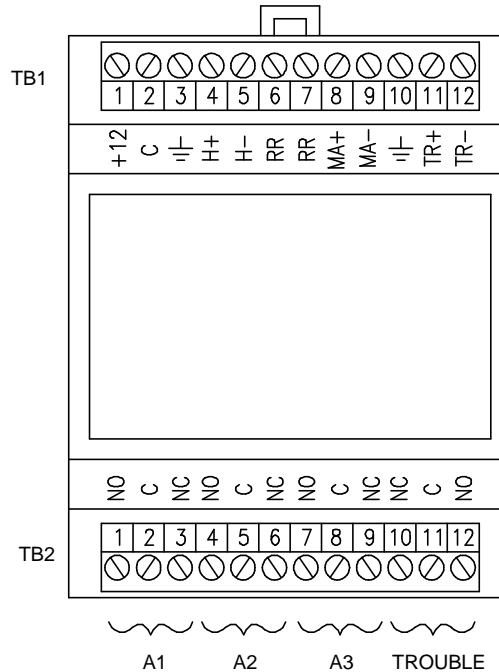 TB1
1 2 3 4 5 6 7 8 9 10 11 12
+12 C ⏚ H+ H- RR RR MA+ MA- ⏚ TR+ TR-
NO C NC NO C NC NO C NC NC C NO
TB2
1 2 3 4 5 6 7 8 9 10 11 12
A1 A2 A3 TROUBLE